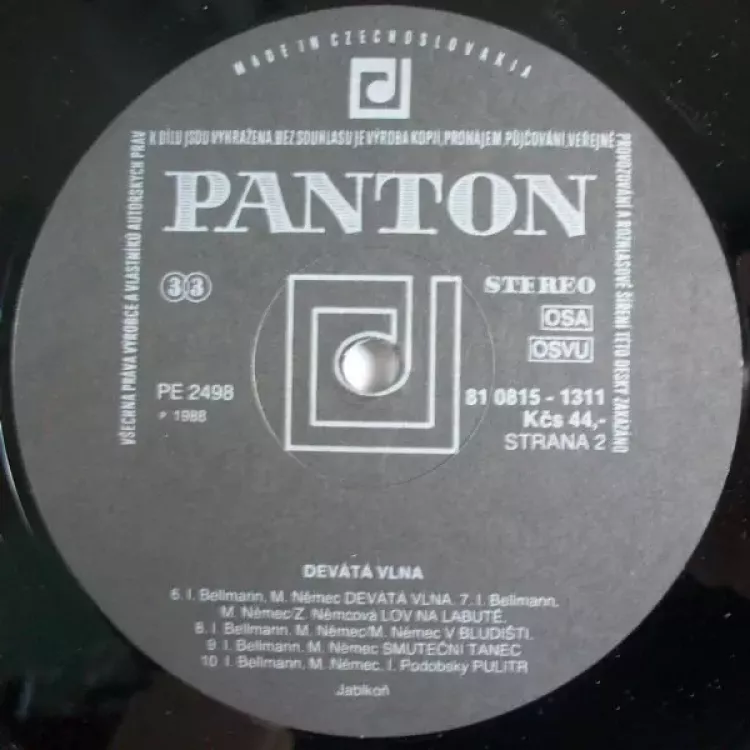 MADE IN CZECHOSLOVAKIA
VŠECHNA PRÁVA VÝROBCE A VLASTNÍKŮ AUTORSKÝCH PRÁV
K DÍLU JSOU VYHRAŽENA. BEZ SOUHLASU JE VÝROBA KOPIÍ, PRONÁJEM, PŮJČOVÁNÍ, VEŘEJNÉ
PROVOZOVÁNÍ A ROZHLASOVÉ ŠÍŘENÍ TÉTO DESKY ZAKÁZÁNO
PANTON
33
STEREO
OSA
OSVU
PE 2498
81 0815 - 1311
℗ 1988
Kčs 44,-
STRANA 2
DEVÁTÁ VLNA
6. I. Bellmann, M. Němec DEVÁTÁ VLNA. 7. I. Bellmann,
M. Němec/Z. Němcová LOV NA LABUTĚ.
8. I. Bellmann, M. Němec/M. Němec V BLUDIŠTI.
9. I. Bellmann, M. Němec SMUTEČNÍ TANEC
10. I. Bellmann, M. Němec, I. Podobský PULITR
Jablkoň